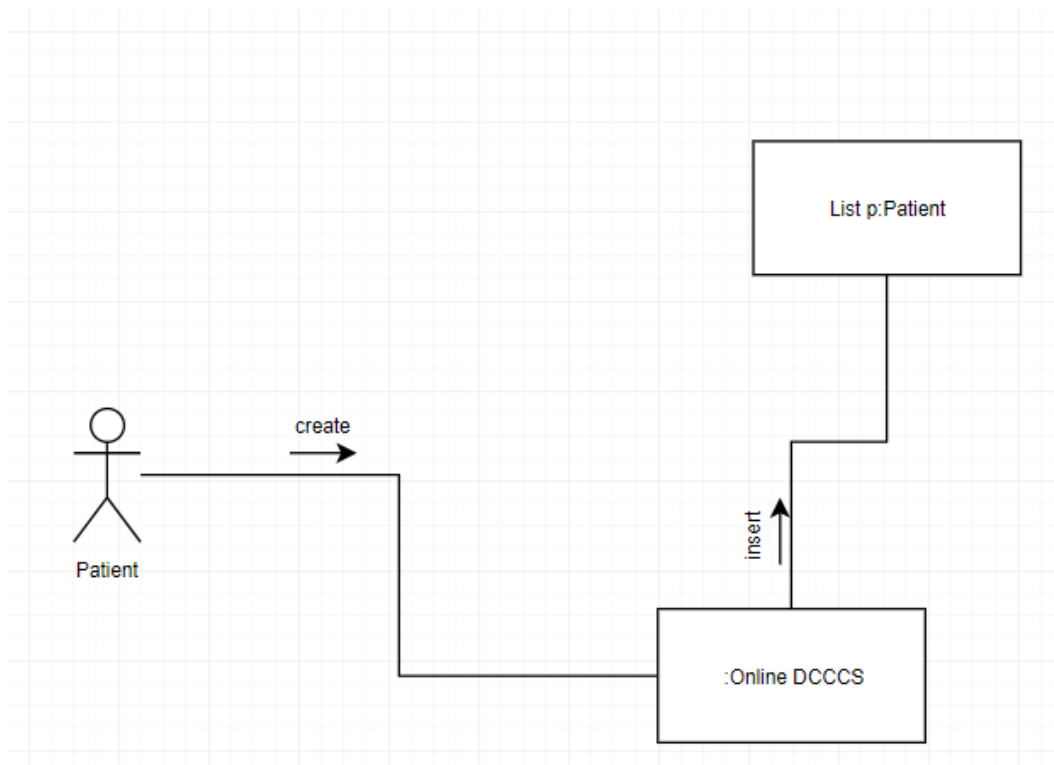 List p:Patient
create
Patient
insert
:Online DCCCS